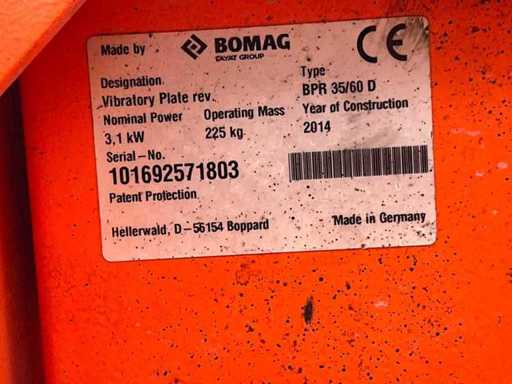 Made by BOMAG
FAYAT GROUP
CE
Designation Type
Vibratory Plate rev. BPR 35/60 D
Nominal Power Operating Mass Year of Construction
3,1 kW 225 kg 2014
Serial-No.
101692571803
Patent Protection
Hellerwald, D-56154 Boppard Made in Germany